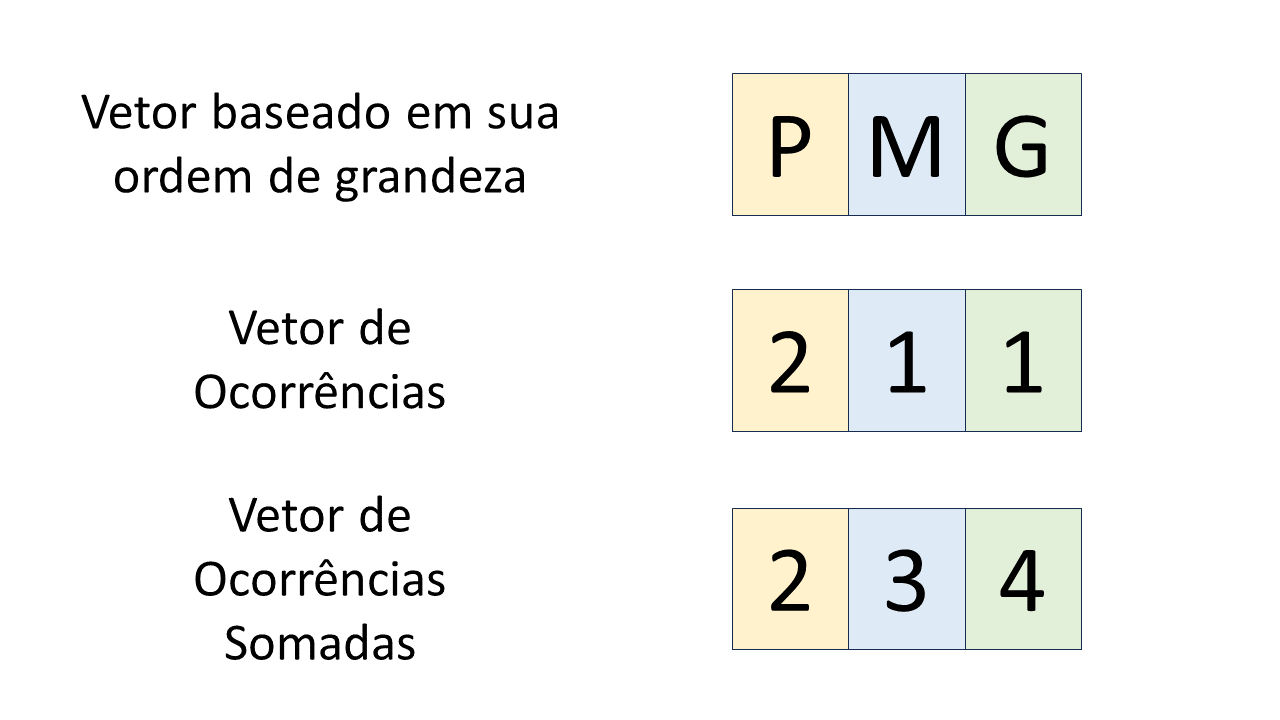 Vetor baseado em sua
ordem de grandeza
P M G
Vetor de
Ocorrências
2 1 1
Vetor de
Ocorrências
Somadas
2 3 4